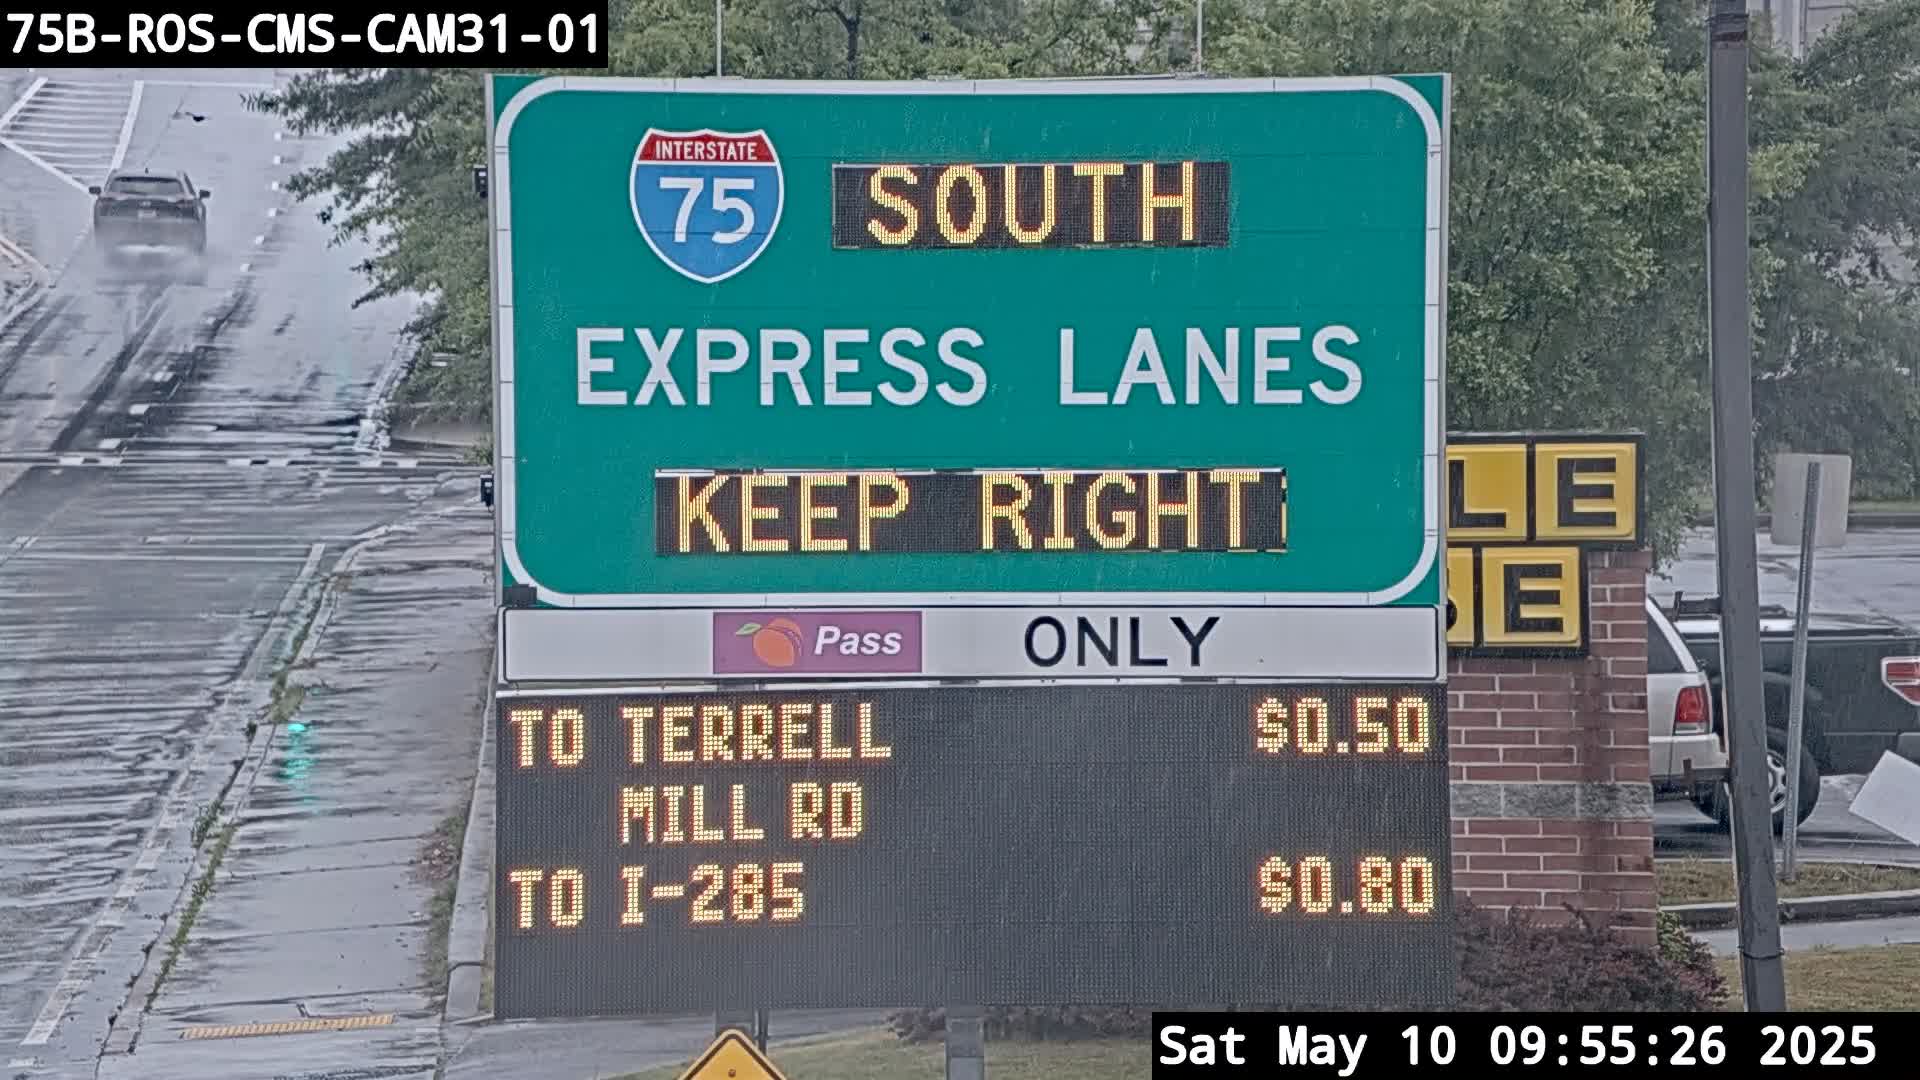 75B-ROS-CMS-CAM31-01
INTERSTATE
75
SOUTH
EXPRESS LANES
KEEP RIGHT
LE
E
Pass ONLY
TO TERRELL $0.50
MILL RD
TO I-285 $0.80
Sat May 10 09:55:26 2025